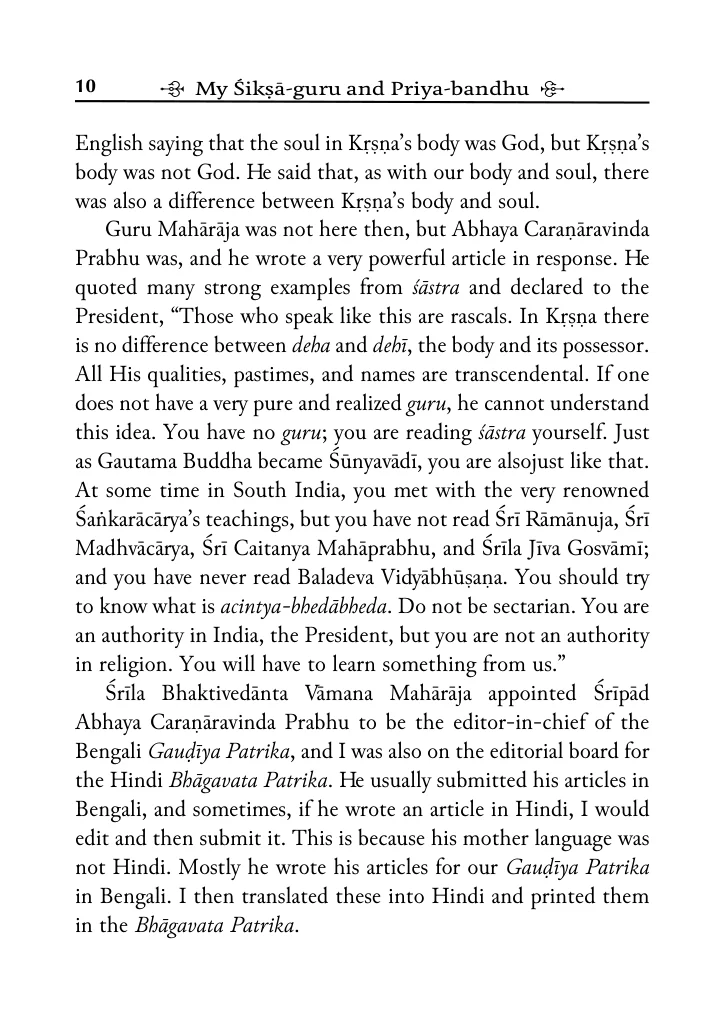 10 My Śikṣā-guru and Priya-bandhu
English saying that the soul in Kṛṣṇa’s body was God, but Kṛṣṇa’s
body was not God. He said that, as with our body and soul, there
was also a difference between Kṛṣṇa’s body and soul.
Guru Mahārāja was not here then, but Abhaya Caraṇāravinda
Prabhu was, and he wrote a very powerful article in response. He
quoted many strong examples from śāstra and declared to the
President, “Those who speak like this are rascals. In Kṛṣṇa there
is no difference between deha and dehī, the body and its possessor.
All His qualities, pastimes, and names are transcendental. If one
does not have a very pure and realized guru, he cannot understand
this idea. You have no guru; you are reading śāstra yourself. Just
as Gautama Buddha became Śūnyavādī, you are alsojust like that.
At some time in South India, you met with the very renowned
Śaṅkarācārya’s teachings, but you have not read Śrī Rāmānuja, Śrī
Madhvācārya, Śrī Caitanya Mahāprabhu, and Śrīla Jīva Gosvāmī;
and you have never read Baladeva Vidyābhūṣaṇa. You should try
to know what is acintya-bhedābheda. Do not be sectarian. You are
an authority in India, the President, but you are not an authority
in religion. You will have to learn something from us.”
Śrīla Bhaktivedānta Vāmana Mahārāja appointed Śrīpād
Abhaya Caraṇāravinda Prabhu to be the editor-in-chief of the
Bengali Gauḍīya Patrika, and I was also on the editorial board for
the Hindi Bhāgavata Patrika. He usually submitted his articles in
Bengali, and sometimes, if he wrote an article in Hindi, I would
edit and then submit it. This is because his mother language was
not Hindi. Mostly he wrote his articles for our Gauḍīya Patrika
in Bengali. I then translated these into Hindi and printed them
in the Bhāgavata Patrika.